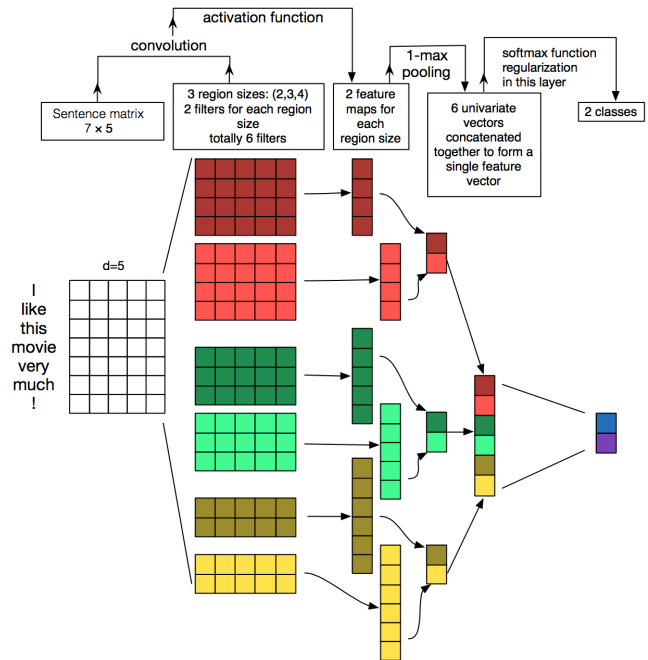 activation function
convolution
1-max
pooling
softmax function
regularization
in this layer
Sentence matrix
7 × 5
3 region sizes: (2,3,4)
2 filters for each region
size
totally 6 filters
2 feature
maps for
each
region size
6 univariate
vectors
concatenated
together to form a
single feature
vector
2 classes
d=5
I
like
this
movie
very
much
!